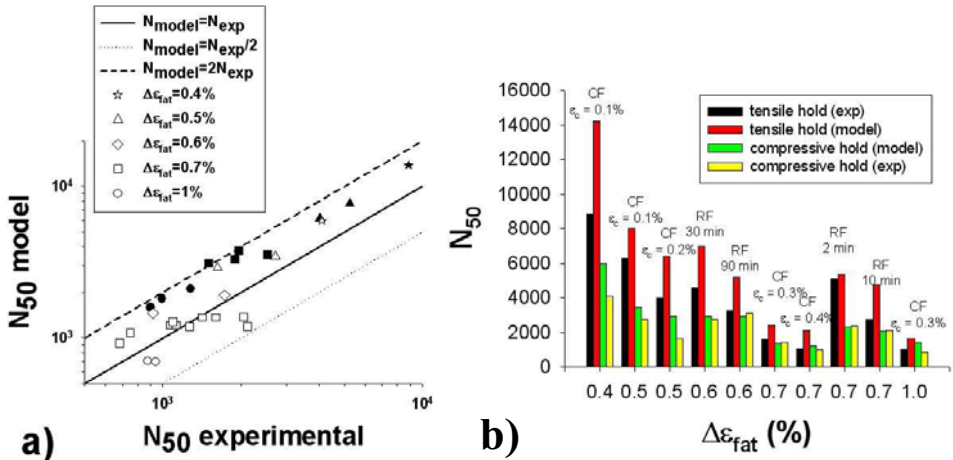 N_model=N_exp
N_model=N_exp/2
N_model=2N_exp
Δε_fat=0.4%
Δε_fat=0.5%
Δε_fat=0.6%
Δε_fat=0.7%
Δε_fat=1%
N50 model
10^4
10^3
10^3
10^4
N50 experimental
a)
tensile hold (exp)
tensile hold (model)
compressive hold (model)
compressive hold (exp)
N50
16000
14000
12000
10000
8000
6000
4000
2000
0
CF
ε_c = 0.1%
CF
ε_c = 0.1%
CF
ε_c = 0.2%
RF
30 min
RF
90 min
CF
ε_c = 0.3%
CF
ε_c = 0.4%
RF
2 min
RF
10 min
CF
ε_c = 0.3%
0.4 0.5 0.5 0.6 0.6 0.7 0.7 0.7 0.7 1.0
Δε_fat (%)
b)